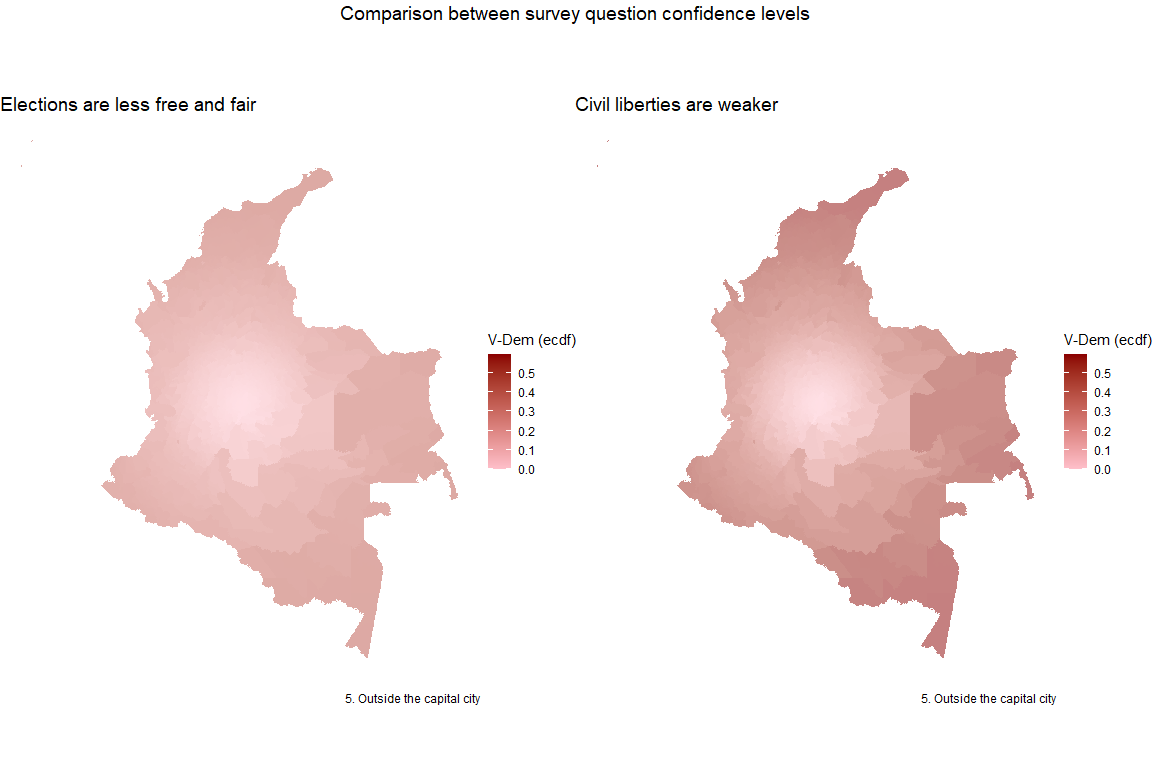 Comparison between survey question confidence levels
Elections are less free and fair
Civil liberties are weaker
V-Dem (ecdf)
0.5
0.4
0.3
0.2
0.1
0.0
V-Dem (ecdf)
0.5
0.4
0.3
0.2
0.1
0.0
5. Outside the capital city
5. Outside the capital city